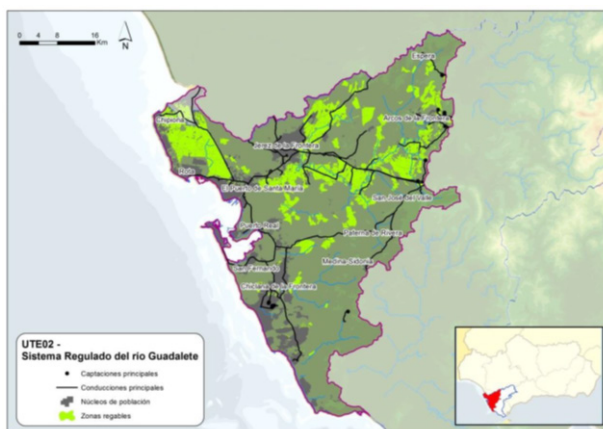 0 4 8 16
Km
N
Espera
Chipiona
Arcos de la Frontera
Jerez de la Frontera
Rota
El Puerto de Santa María
San José del Valle
Puerto Real
Paterna de Rivera
San Fernando
Medina-Sidonia
Chiclana de la Frontera
UTE02 -
Sistema Regulado del río Guadalete
Captaciones principales
Conducciones principales
Núcleos de población
Zonas regables